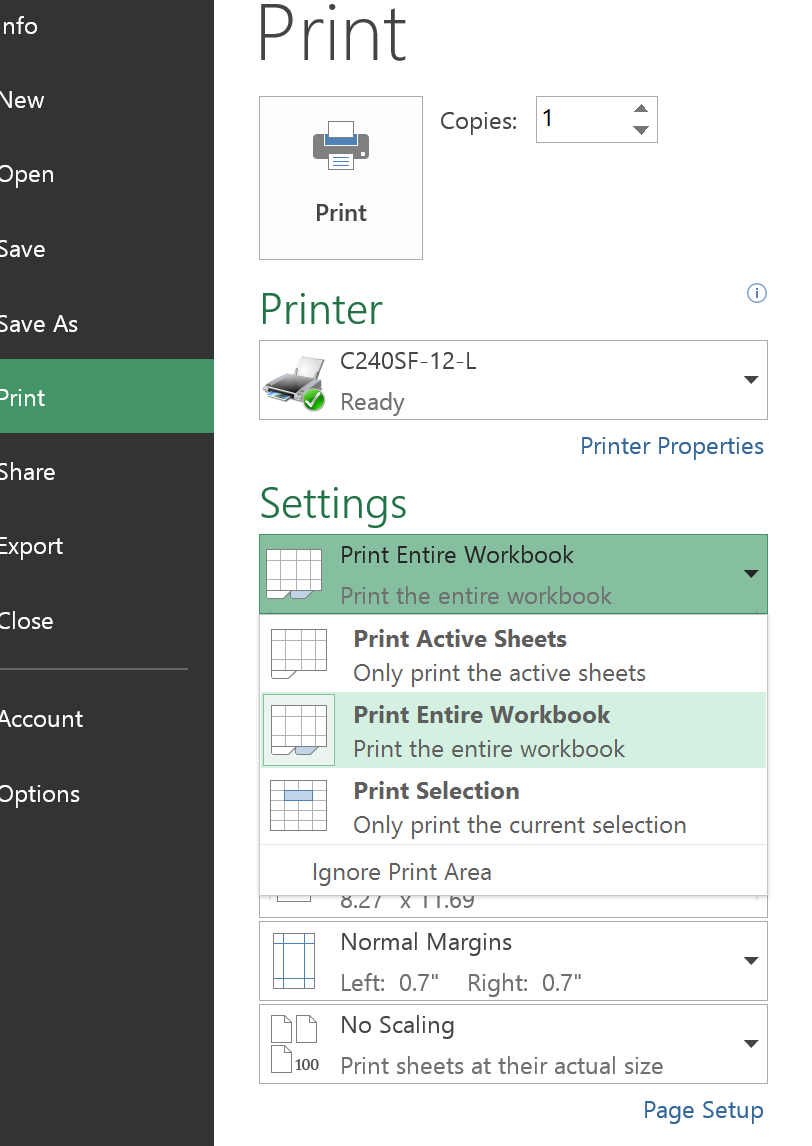 nfo
New
Open
Save
Save As
Print
Share
Export
Close
Account
Options
Print
Print
Copies:
1
Printer
C240SF-12-L
Ready
Printer Properties
Settings
Print Entire Workbook
Print the entire workbook
Print Active Sheets
Only print the active sheets
Print Entire Workbook
Print the entire workbook
Print Selection
Only print the current selection
Ignore Print Area
8.27" x 11.69"
Normal Margins
Left: 0.7" Right: 0.7"
No Scaling
100
Print sheets at their actual size
Page Setup